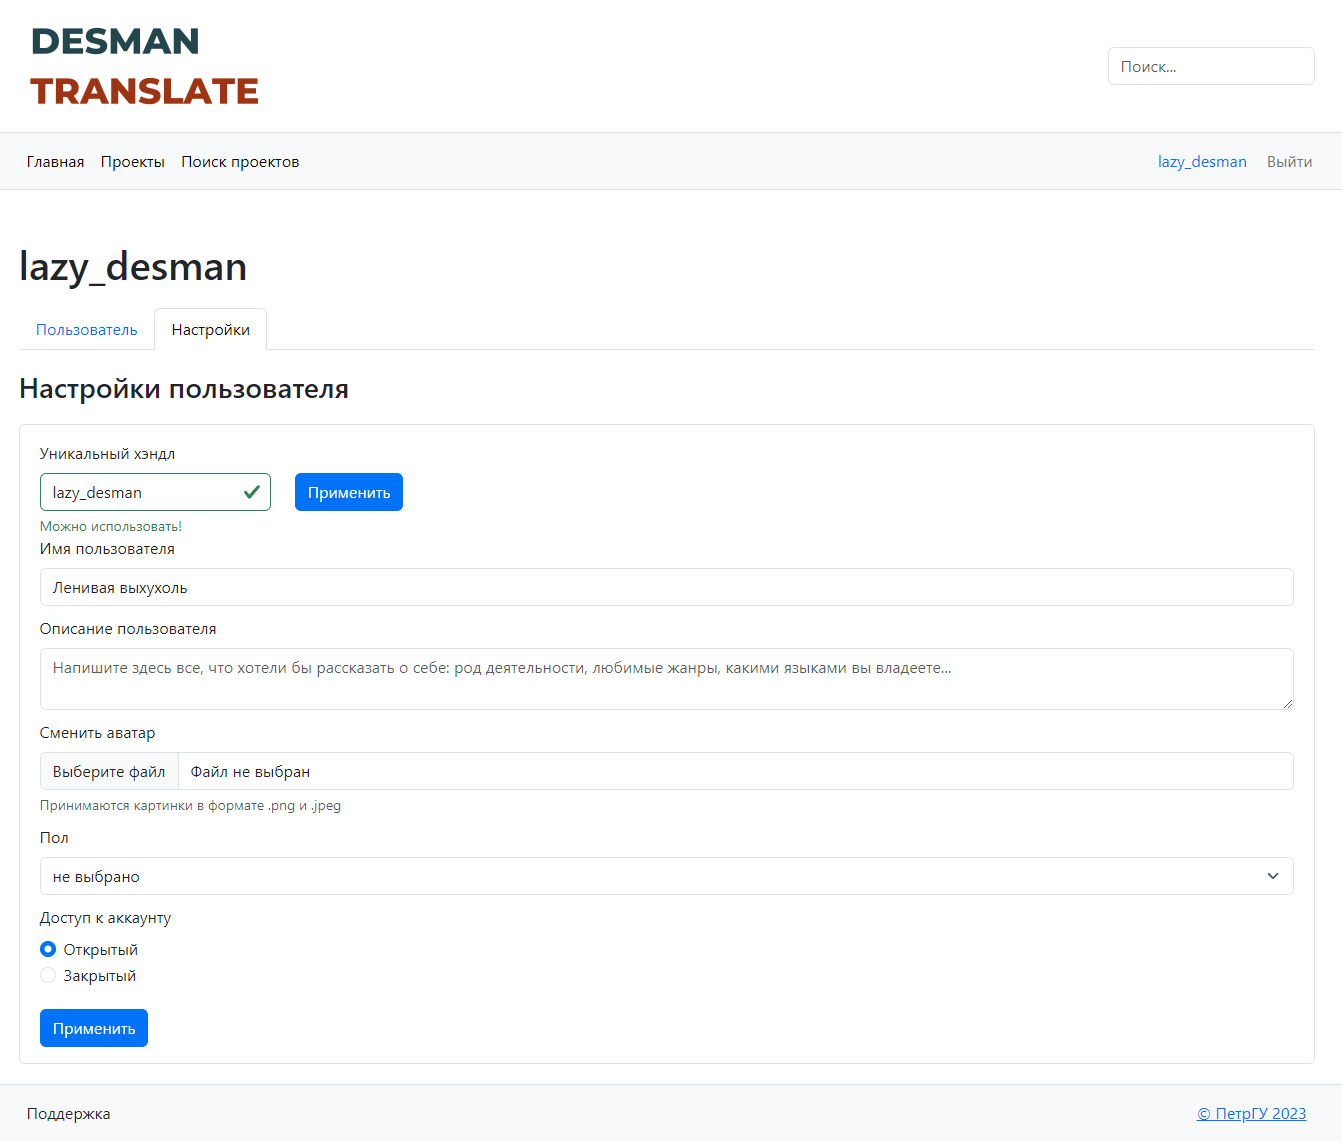 DESMAN
TRANSLATE
Поиск...
Главная Проекты Поиск проектов lazy_desman Выйти
lazy_desman
Пользователь Настройки
Настройки пользователя
Уникальный хэндл
lazy_desman Применить
Можно использовать!
Имя пользователя
Ленивая выхухоль
Описание пользователя
Напишите здесь все, что хотели бы рассказать о себе: род деятельности, любимые жанры, какими языками вы владеете...
Сменить аватар
Выберите файл Файл не выбран
Принимаются картинки в формате .png и .jpeg
Пол
не выбрано
Доступ к аккаунту
Открытый
Закрытый
Применить
Поддержка © ПетрГУ 2023